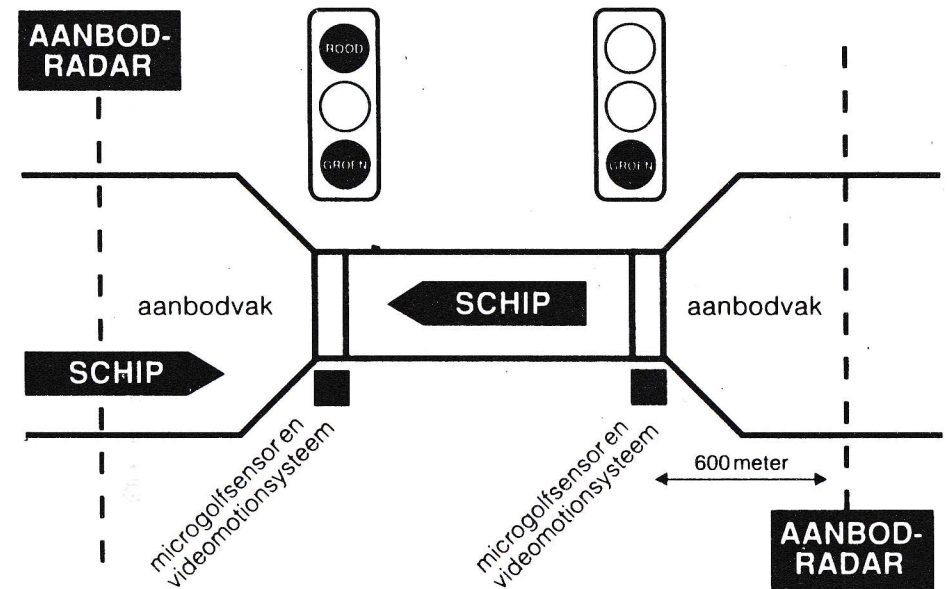 AANBOD-
RADAR
ROOD
GROEN
GROEN
aanbodvak
SCHIP
aanbodvak
SCHIP
microgolfsensor en
videomotionsysteem
microgolfsensor en
videomotionsysteem
600 meter
AANBOD-
RADAR